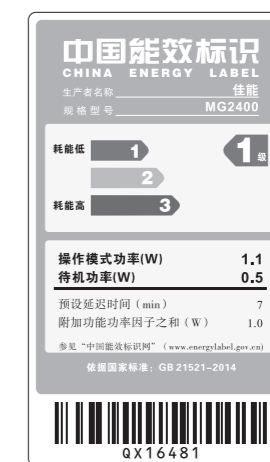 中国能效标识
CHINA ENERGY LABEL
生产者名称 佳能
规格型号 MG2400
耗能低 1 1级
2
耗能高 3
操作模式功率(W) 1.1
待机功率(W) 0.5
预设延迟时间（min） 7
附加功能功率因子之和（W） 1.0
参见“中国能效标识网”（www.energylabel.gov.cn)
依据国家标准：GB 21521-2014
QX16481